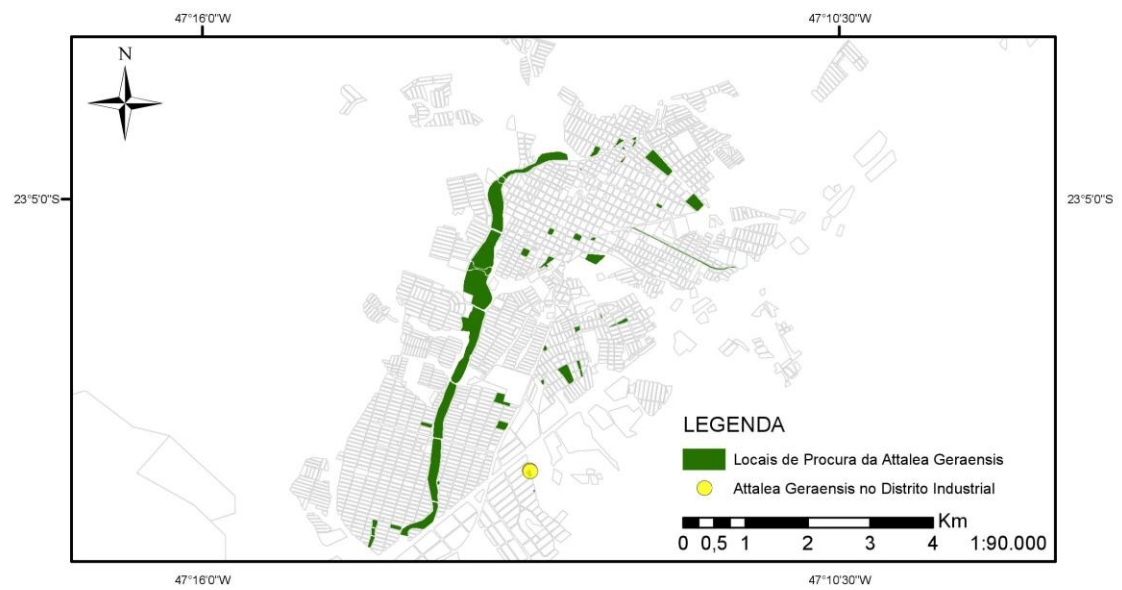 47°16'0"W
47°10'30"W
N
23°5'0"S
23°5'0"S
LEGENDA
Locais de Procura da Attalea Geraensis
Attalea Geraensis no Distrito Industrial
Km
0 0,5 1 2 3 4 1:90.000
47°16'0"W
47°10'30"W